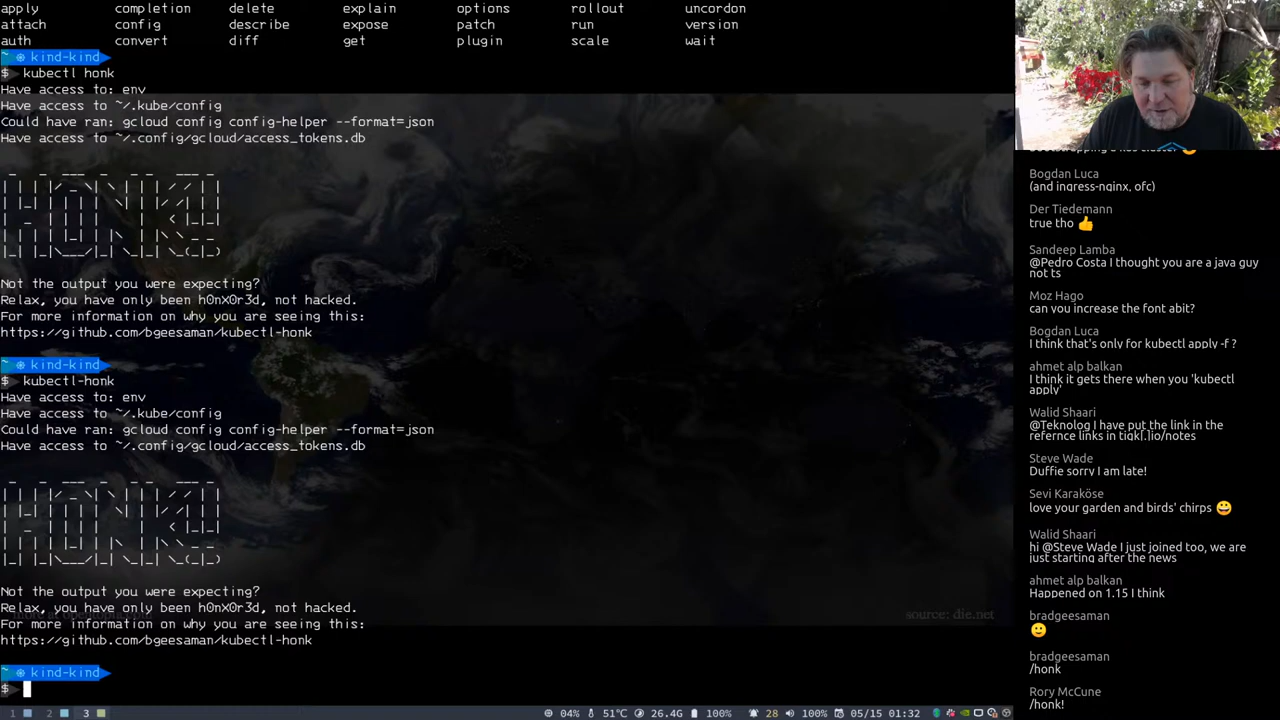 apply completion delete explain options rollout uncordon
attach config describe expose patch run version
auth convert diff get plugin scale wait
~ ⎈ kind-kind
$ kubectl honk
Have access to: env
Have access to ~/.kube/config
Could have ran: gcloud config config-helper --format=json
Have access to ~/.config/gcloud/access_tokens.db
HONK!
Not the output you were expecting?
Relax, you have only been h0nX0r3d, not hacked.
For more information on why you are seeing this:
https://github.com/bgeesaman/kubectl-honk
~ ⎈ kind-kind
$ kubectl-honk
Have access to: env
Have access to ~/.kube/config
Could have ran: gcloud config config-helper --format=json
Have access to ~/.config/gcloud/access_tokens.db
HONK!
Not the output you were expecting?
Relax, you have only been h0nX0r3d, not hacked.
source: die.net
For more information on why you are seeing this:
https://github.com/bgeesaman/kubectl-honk
~ ⎈ kind-kind
$
1 2 3 04% 51°C 26.4G 100% 28 100% 05/15 01:32
bootstrapping a k8s cluster
Bogdan Luca
(and ingress-nginx, ofc)
Der Tiedemann
true tho 👍
Sandeep Lamba
@Pedro Costa I thought you are a java guy
not ts
Moz Hago
can you increase the font abit?
Bogdan Luca
I think that's only for kubectl apply -f ?
ahmet alp balkan
I think it gets there when you 'kubectl
apply'
Walid Shaari
@Teknolog I have put the link in the
refernce links in tigk[.]io/notes
Steve Wade
Duffie sorry I am late!
Sevi Karaköse
love your garden and birds' chirps 😀
Walid Shaari
hi @Steve Wade I just joined too, we are
just starting after the news
ahmet alp balkan
Happened on 1.15 I think
bradgeesaman
🙂
bradgeesaman
/honk
Rory McCune
/honk!